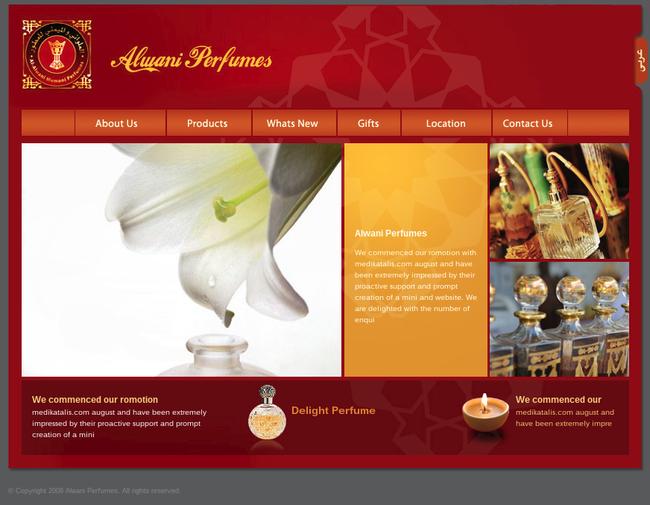 Alwani Perfumes
عربي
About Us
Products
Whats New
Gifts
Location
Contact Us
Alwani Perfumes
We commenced our romotion with
medikatalis.com august and have
been extremely impressed by their
proactive support and prompt
creation of a mini and website. We
are delighted with the number of
enqui
We commenced our romotion
medikatalis.com august and have been extremely
impressed by their proactive support and prompt
creation of a mini
Delight Perfume
We commenced our
medikatalis.com august and
have been extremely impre
© Copyright 2008 Alwani Perfumes. All rights reserved.